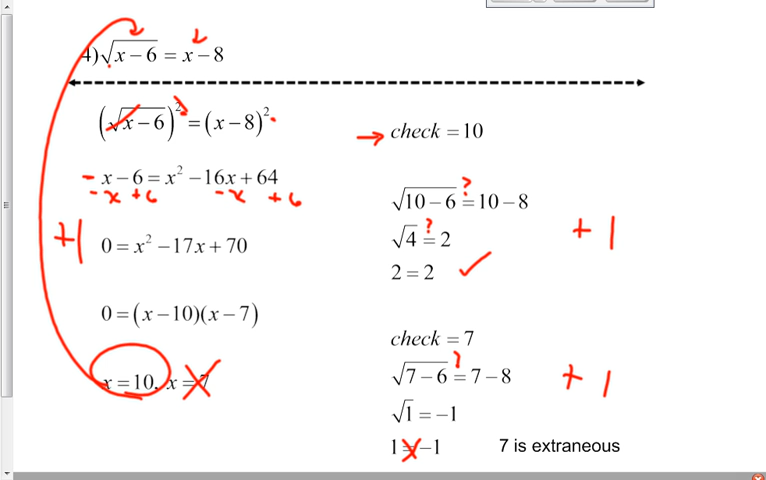 4) √(x − 6) = x − 8
(√(x − 6))² = (x − 8)²
x − 6 = x² − 16x + 64
− x + 6 − x + 6
+1
0 = x² − 17x + 70
0 = (x − 10)(x − 7)
x = 10, x = 7
check = 10
√(10 − 6) ?= 10 − 8
√4 ?= 2
2 = 2 ✓
+ 1
check = 7
√(7 − 6) ?= 7 − 8
+ 1
√1 = −1
1 = −1
7 is extraneous